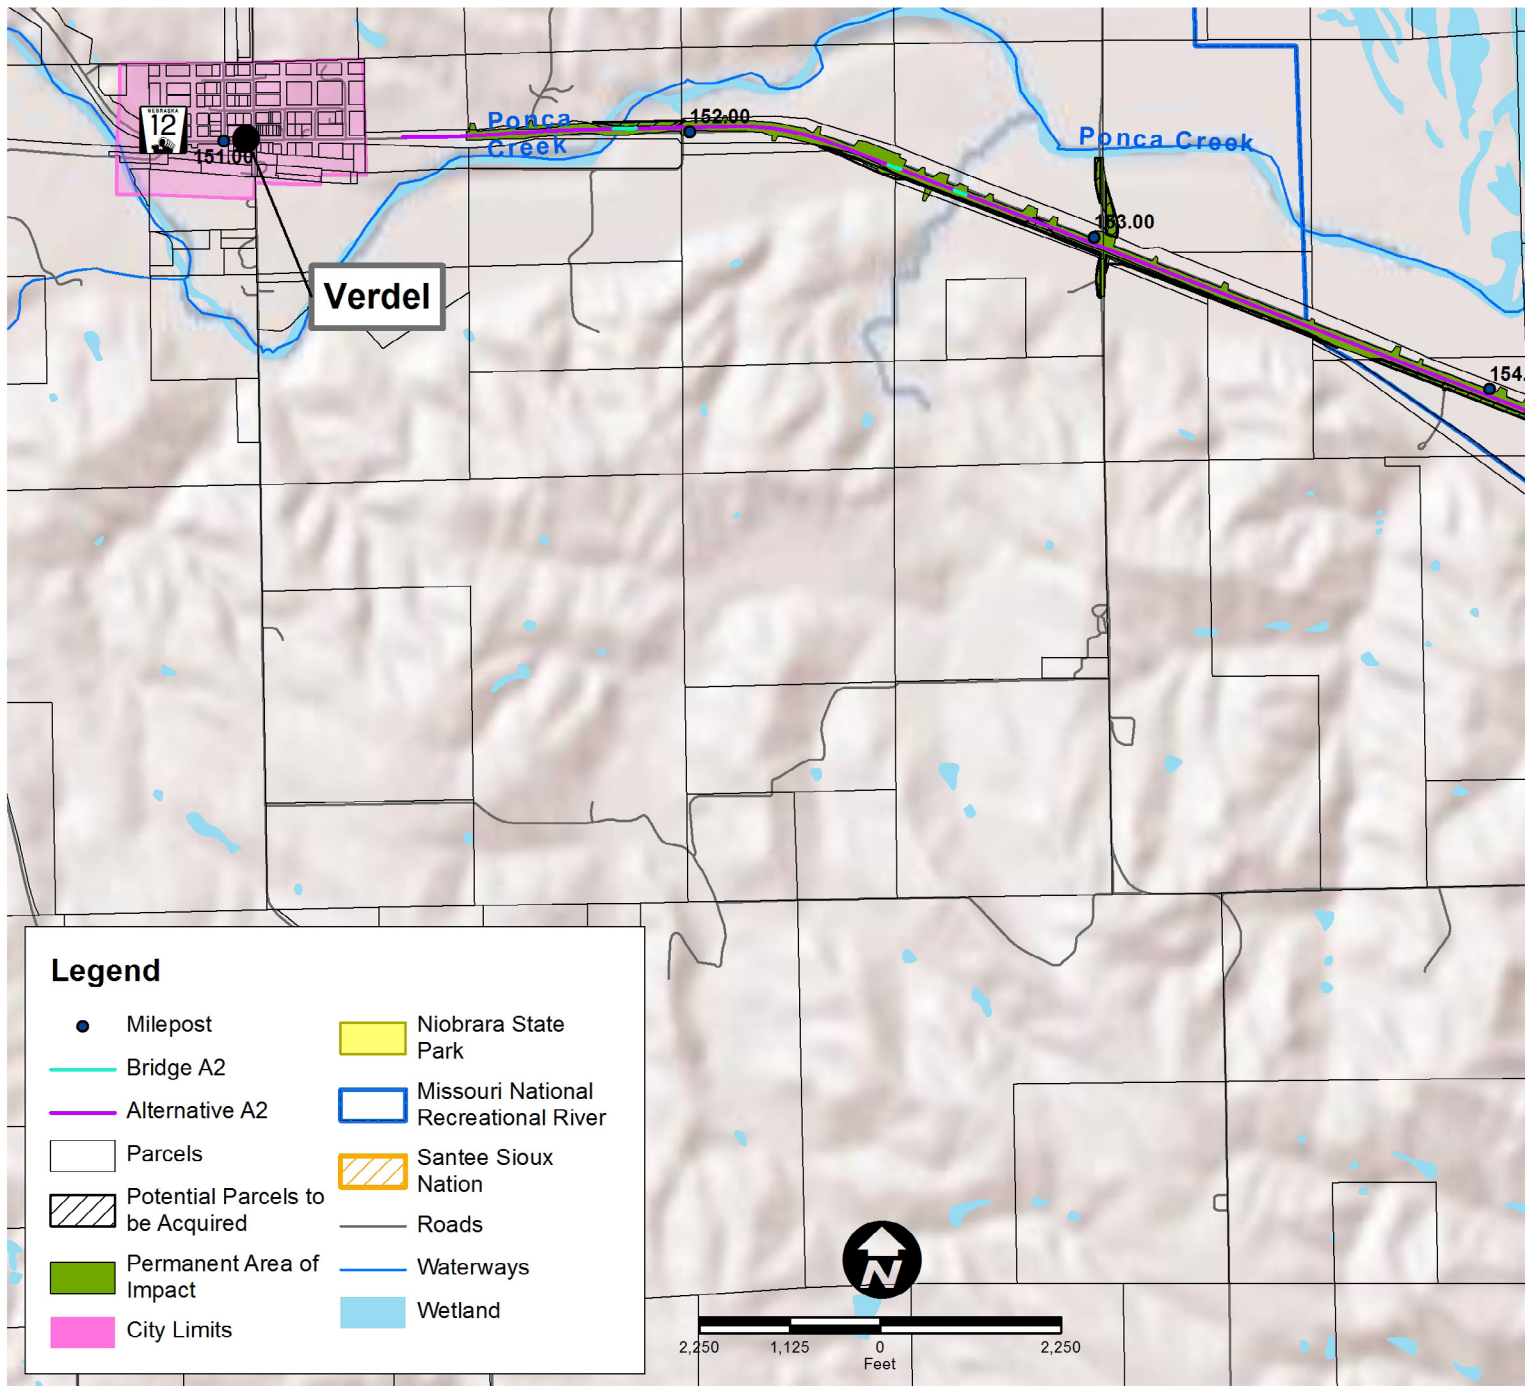 NEBRASKA
12
151.00
Ponca
Creek
152.00
Ponca Creek
153.00
154.
Verdel
Legend
Milepost
Bridge A2
Alternative A2
Parcels
Potential Parcels to
be Acquired
Permanent Area of
Impact
City Limits
Niobrara State
Park
Missouri National
Recreational River
Santee Sioux
Nation
Roads
Waterways
Wetland
N
2,250 1,125 0 2,250
Feet